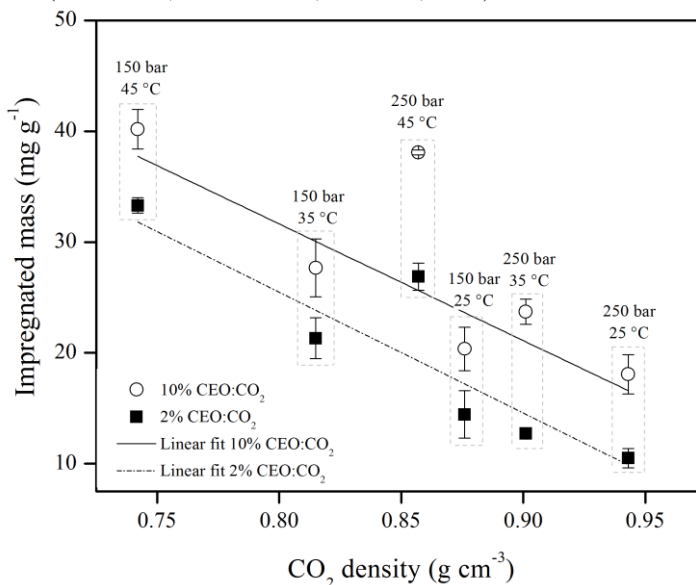 50
40
30
20
10
0.75
0.80
0.85
0.90
0.95
Impregnated mass (mg g⁻¹)
CO₂ density (g cm⁻³)
150 bar
45 °C
150 bar
35 °C
250 bar
45 °C
150 bar
25 °C
250 bar
35 °C
250 bar
25 °C
10% CEO:CO₂
2% CEO:CO₂
Linear fit 10% CEO:CO₂
Linear fit 2% CEO:CO₂